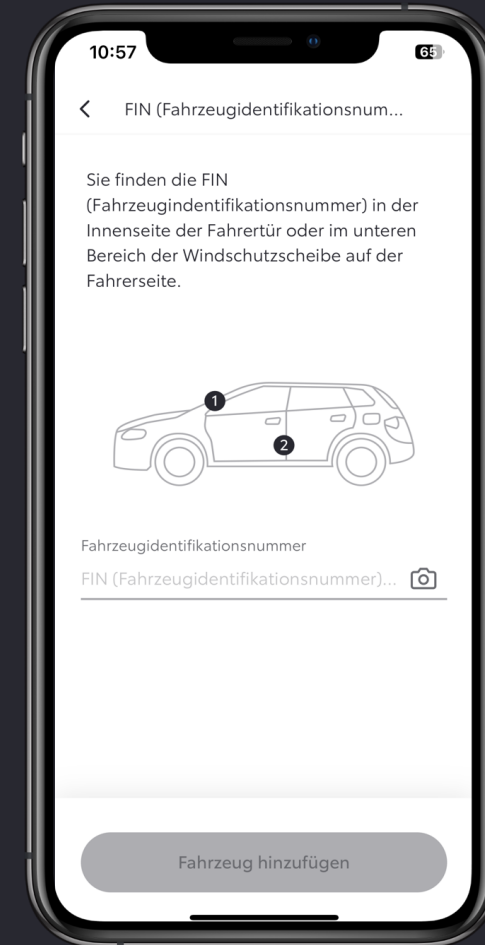 10:57
65
FIN (Fahrzeugidentifikationsnum...
Sie finden die FIN
(Fahrzeugindentifikationsnummer) in der
Innenseite der Fahrertür oder im unteren
Bereich der Windschutzscheibe auf der
Fahrerseite.
1
2
Fahrzeugidentifikationsnummer
FIN (Fahrzeugidentifikationsnummer)...
Fahrzeug hinzufügen